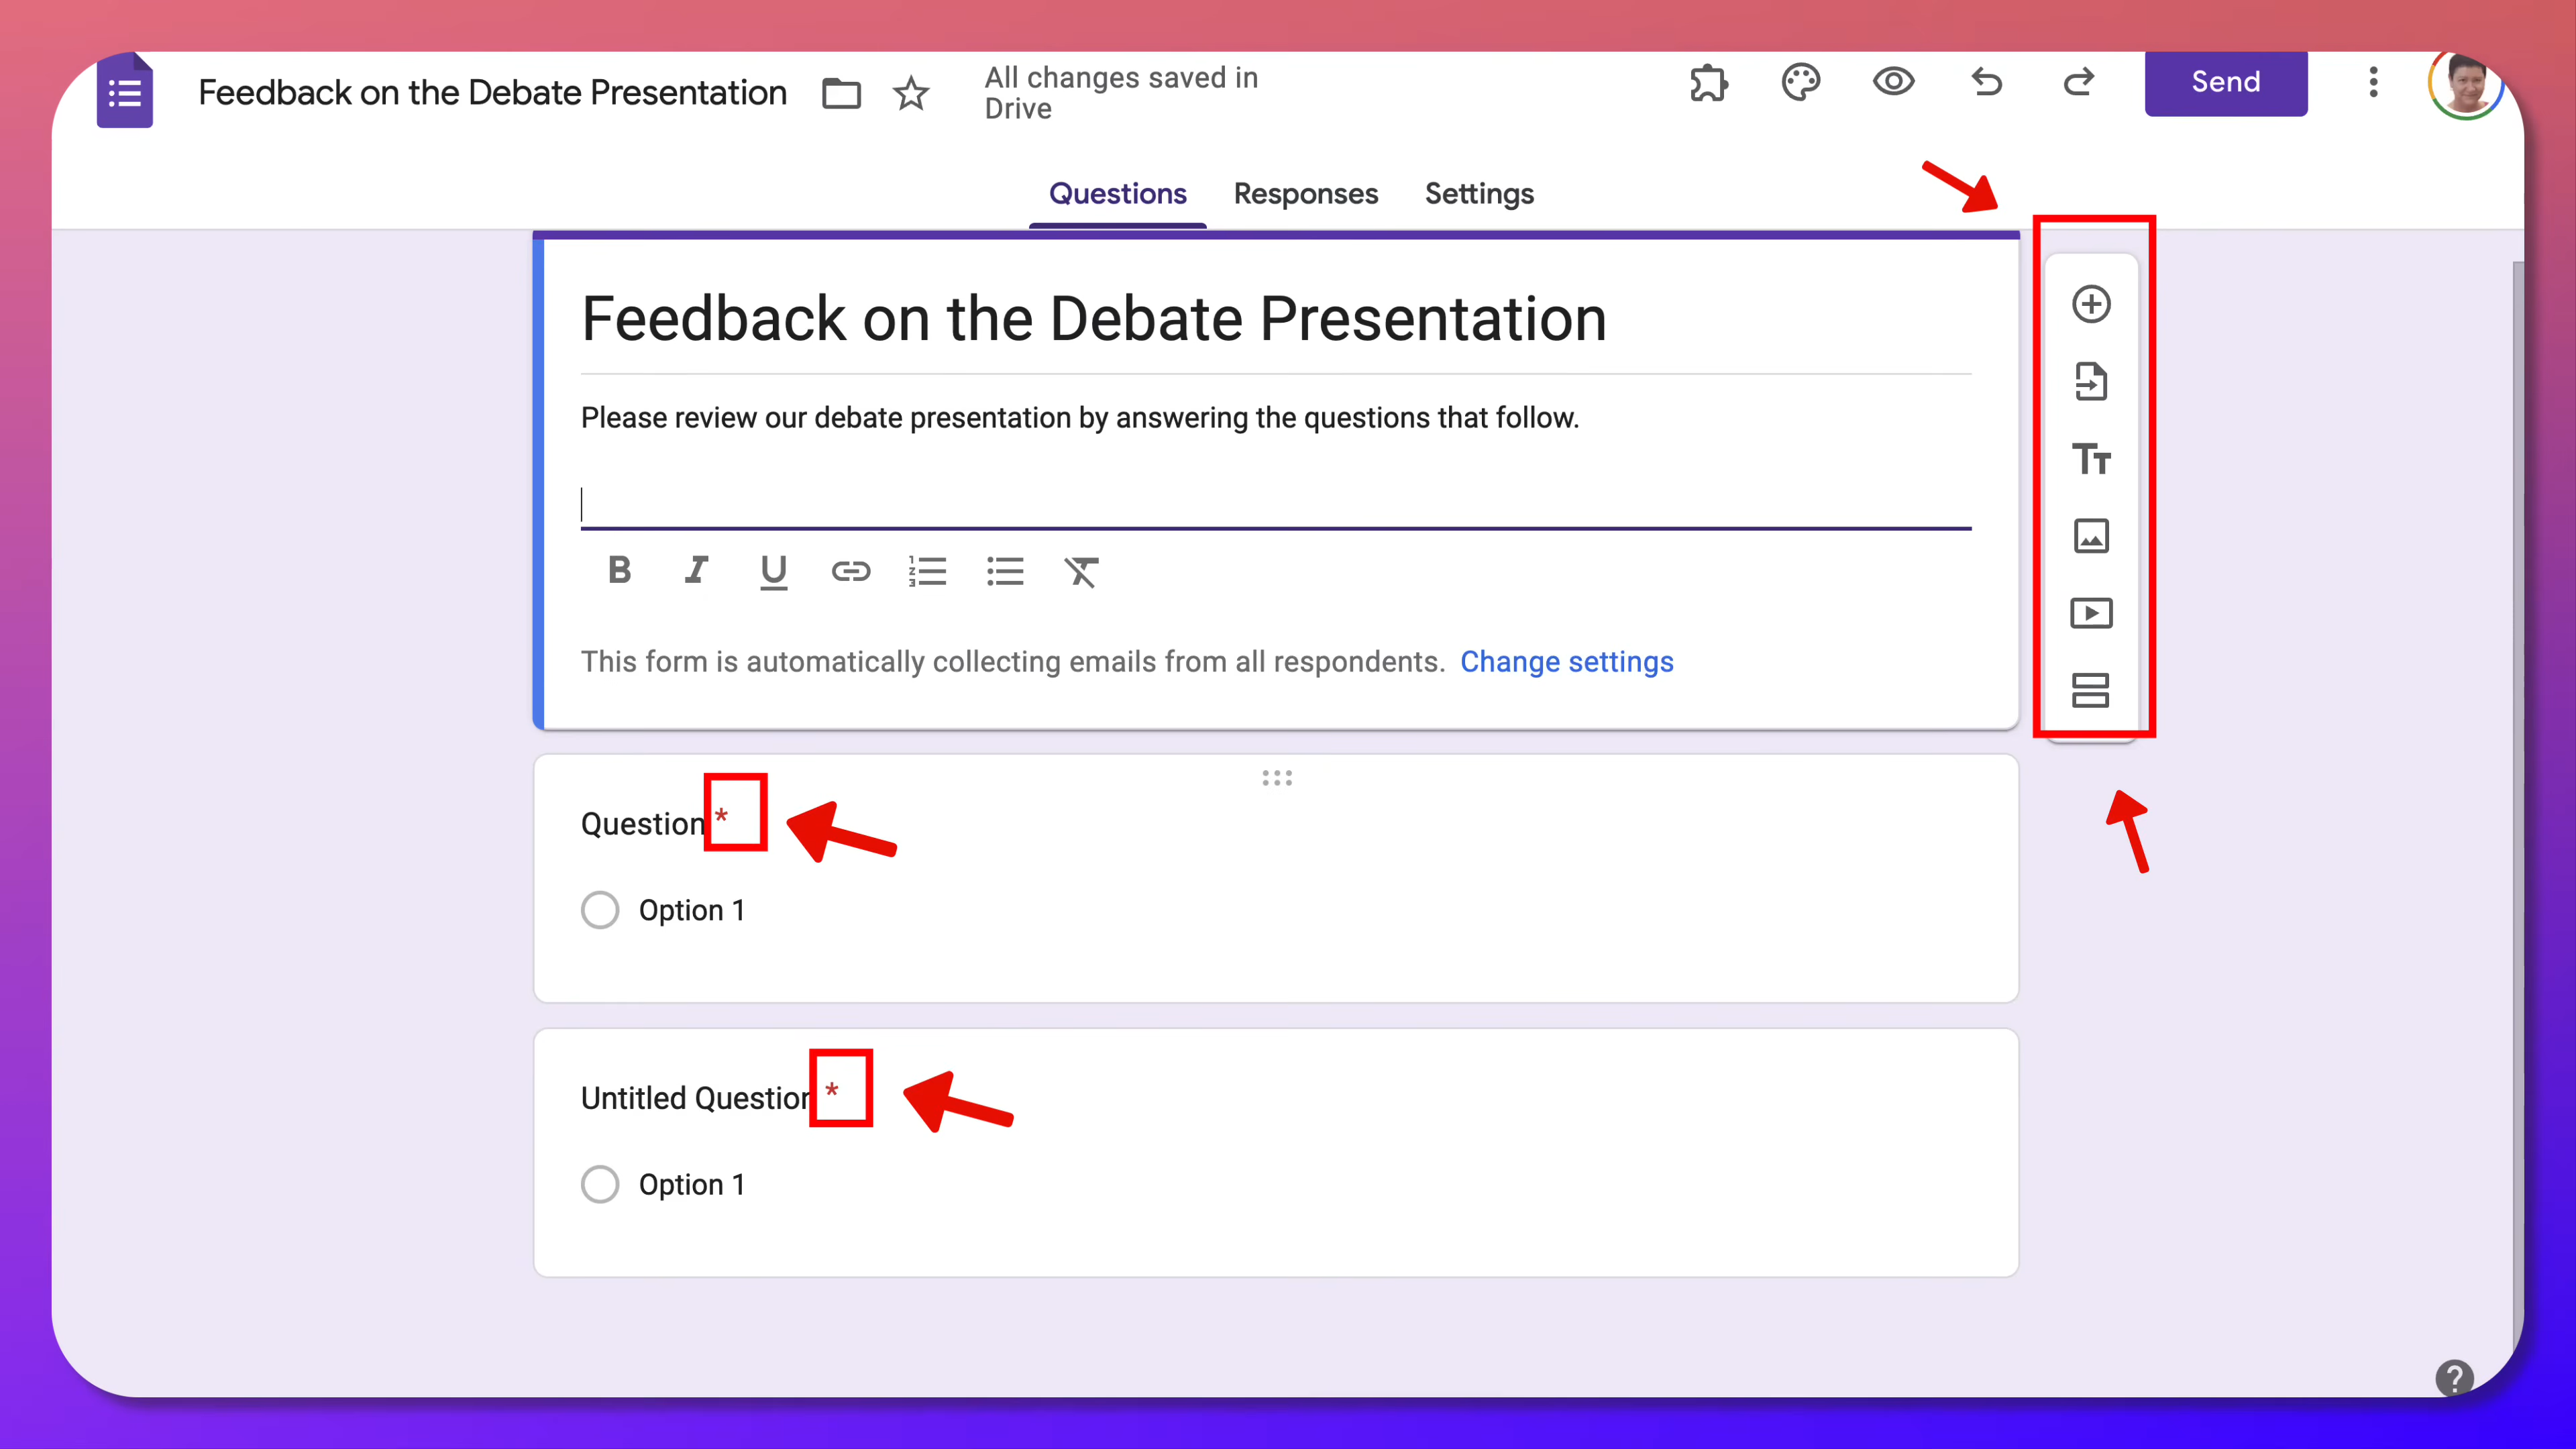 Feedback on the Debate Presentation
All changes saved in
Drive
Send
Questions Responses Settings
Feedback on the Debate Presentation
Please review our debate presentation by answering the questions that follow.
B I U
This form is automatically collecting emails from all respondents. Change settings
Question *
Option 1
Untitled Question *
Option 1